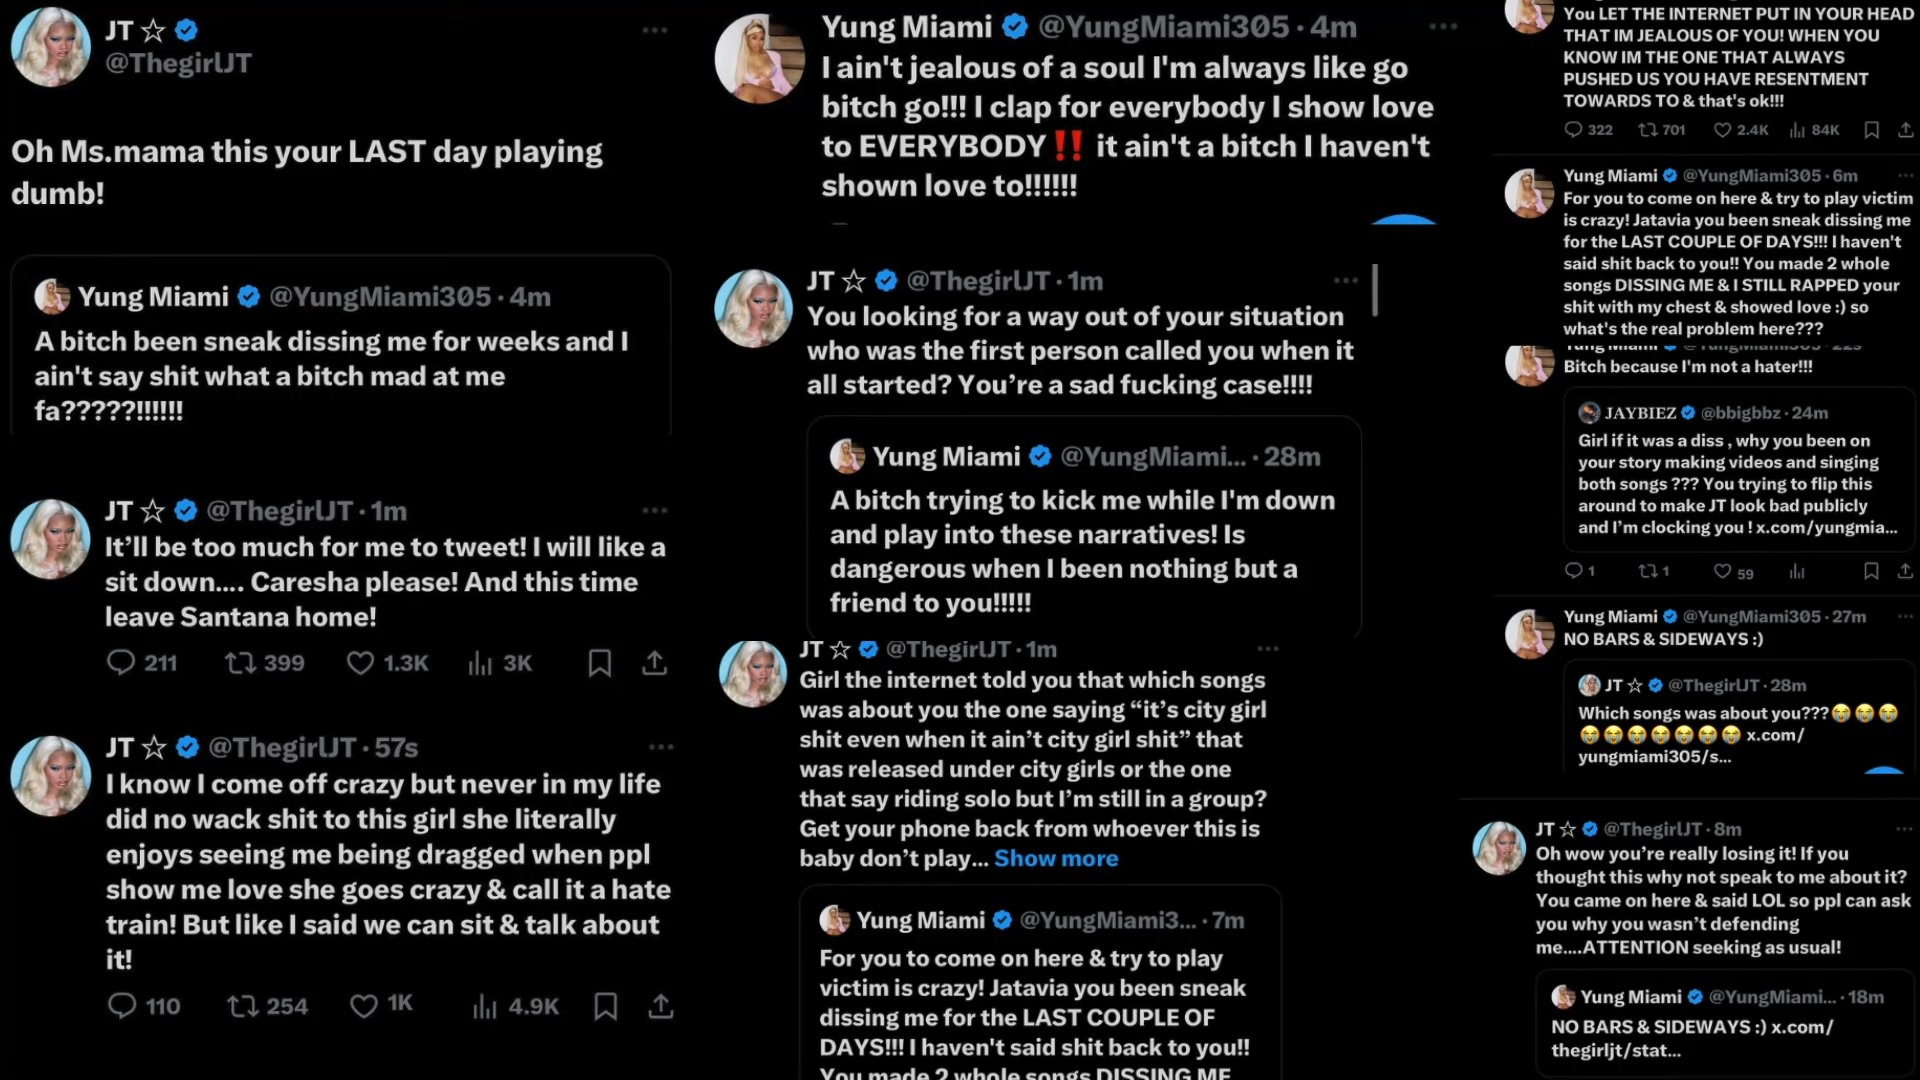 JT ☆
@ThegirlJT
Oh Ms.mama this your LAST day playing
dumb!
Yung Miami @YungMiami305 · 4m
A bitch been sneak dissing me for weeks and I
ain't say shit what a bitch mad at me
fa?????!!!!!!
JT ☆ @ThegirlJT · 1m
It’ll be too much for me to tweet! I will like a
sit down.... Caresha please! And this time
leave Santana home!
211 399 1.3K 3K
JT ☆ @ThegirlJT · 57s
I know I come off crazy but never in my life
did no wack shit to this girl she literally
enjoys seeing me being dragged when ppl
show me love she goes crazy & call it a hate
train! But like I said we can sit & talk about
it!
110 254 1K 4.9K
Yung Miami @YungMiami305 · 4m
I ain't jealous of a soul I'm always like go
bitch go!!! I clap for everybody I show love
to EVERYBODY‼️ it ain't a bitch I haven't
shown love to!!!!!!
JT ☆ @ThegirlJT · 1m
You looking for a way out of your situation
who was the first person called you when it
all started? You’re a sad fucking case!!!!
Yung Miami @YungMiami... · 28m
A bitch trying to kick me while I'm down
and play into these narratives! Is
dangerous when I been nothing but a
friend to you!!!!!
JT ☆ @ThegirlJT · 1m
Girl the internet told you that which songs
was about you the one saying “it’s city girl
shit even when it ain’t city girl shit” that
was released under city girls or the one
that say riding solo but I’m still in a group?
Get your phone back from whoever this is
baby don’t play... Show more
Yung Miami @YungMiami3... · 7m
For you to come on here & try to play
victim is crazy! Jatavia you been sneak
dissing me for the LAST COUPLE OF
DAYS!!! I haven't said shit back to you!!
You made 2 whole songs DISSING ME
You LET THE INTERNET PUT IN YOUR HEAD
THAT IM JEALOUS OF YOU! WHEN YOU
KNOW IM THE ONE THAT ALWAYS
PUSHED US YOU HAVE RESENTMENT
TOWARDS TO & that's ok!!!
322 701 2.4K 84K
Yung Miami @YungMiami305 · 6m
For you to come on here & try to play victim
is crazy! Jatavia you been sneak dissing me
for the LAST COUPLE OF DAYS!!! I haven't
said shit back to you!! You made 2 whole
songs DISSING ME & I STILL RAPPED your
shit with my chest & showed love :) so
what's the real problem here???
Yung Miami @YungMiami305 · 22s
Bitch because I'm not a hater!!!
JAYBIEZ @bbigbbz · 24m
Girl if it was a diss , why you been on
your story making videos and singing
both songs ??? You trying to flip this
around to make JT look bad publicly
and I’m clocking you ! x.com/yungmia...
1 1 59
Yung Miami @YungMiami305 · 27m
NO BARS & SIDEWAYS :)
JT ☆ @ThegirlJT · 28m
Which songs was about you???😭😭😭
😭😭😭😭😭😭😭 x.com/
yungmiami305/s...
JT ☆ @ThegirlJT · 8m
Oh wow you’re really losing it! If you
thought this why not speak to me about it?
You came on here & said LOL so ppl can ask
you why you wasn’t defending
me....ATTENTION seeking as usual!
Yung Miami @YungMiami... · 18m
NO BARS & SIDEWAYS :) x.com/
thegirljt/stat...